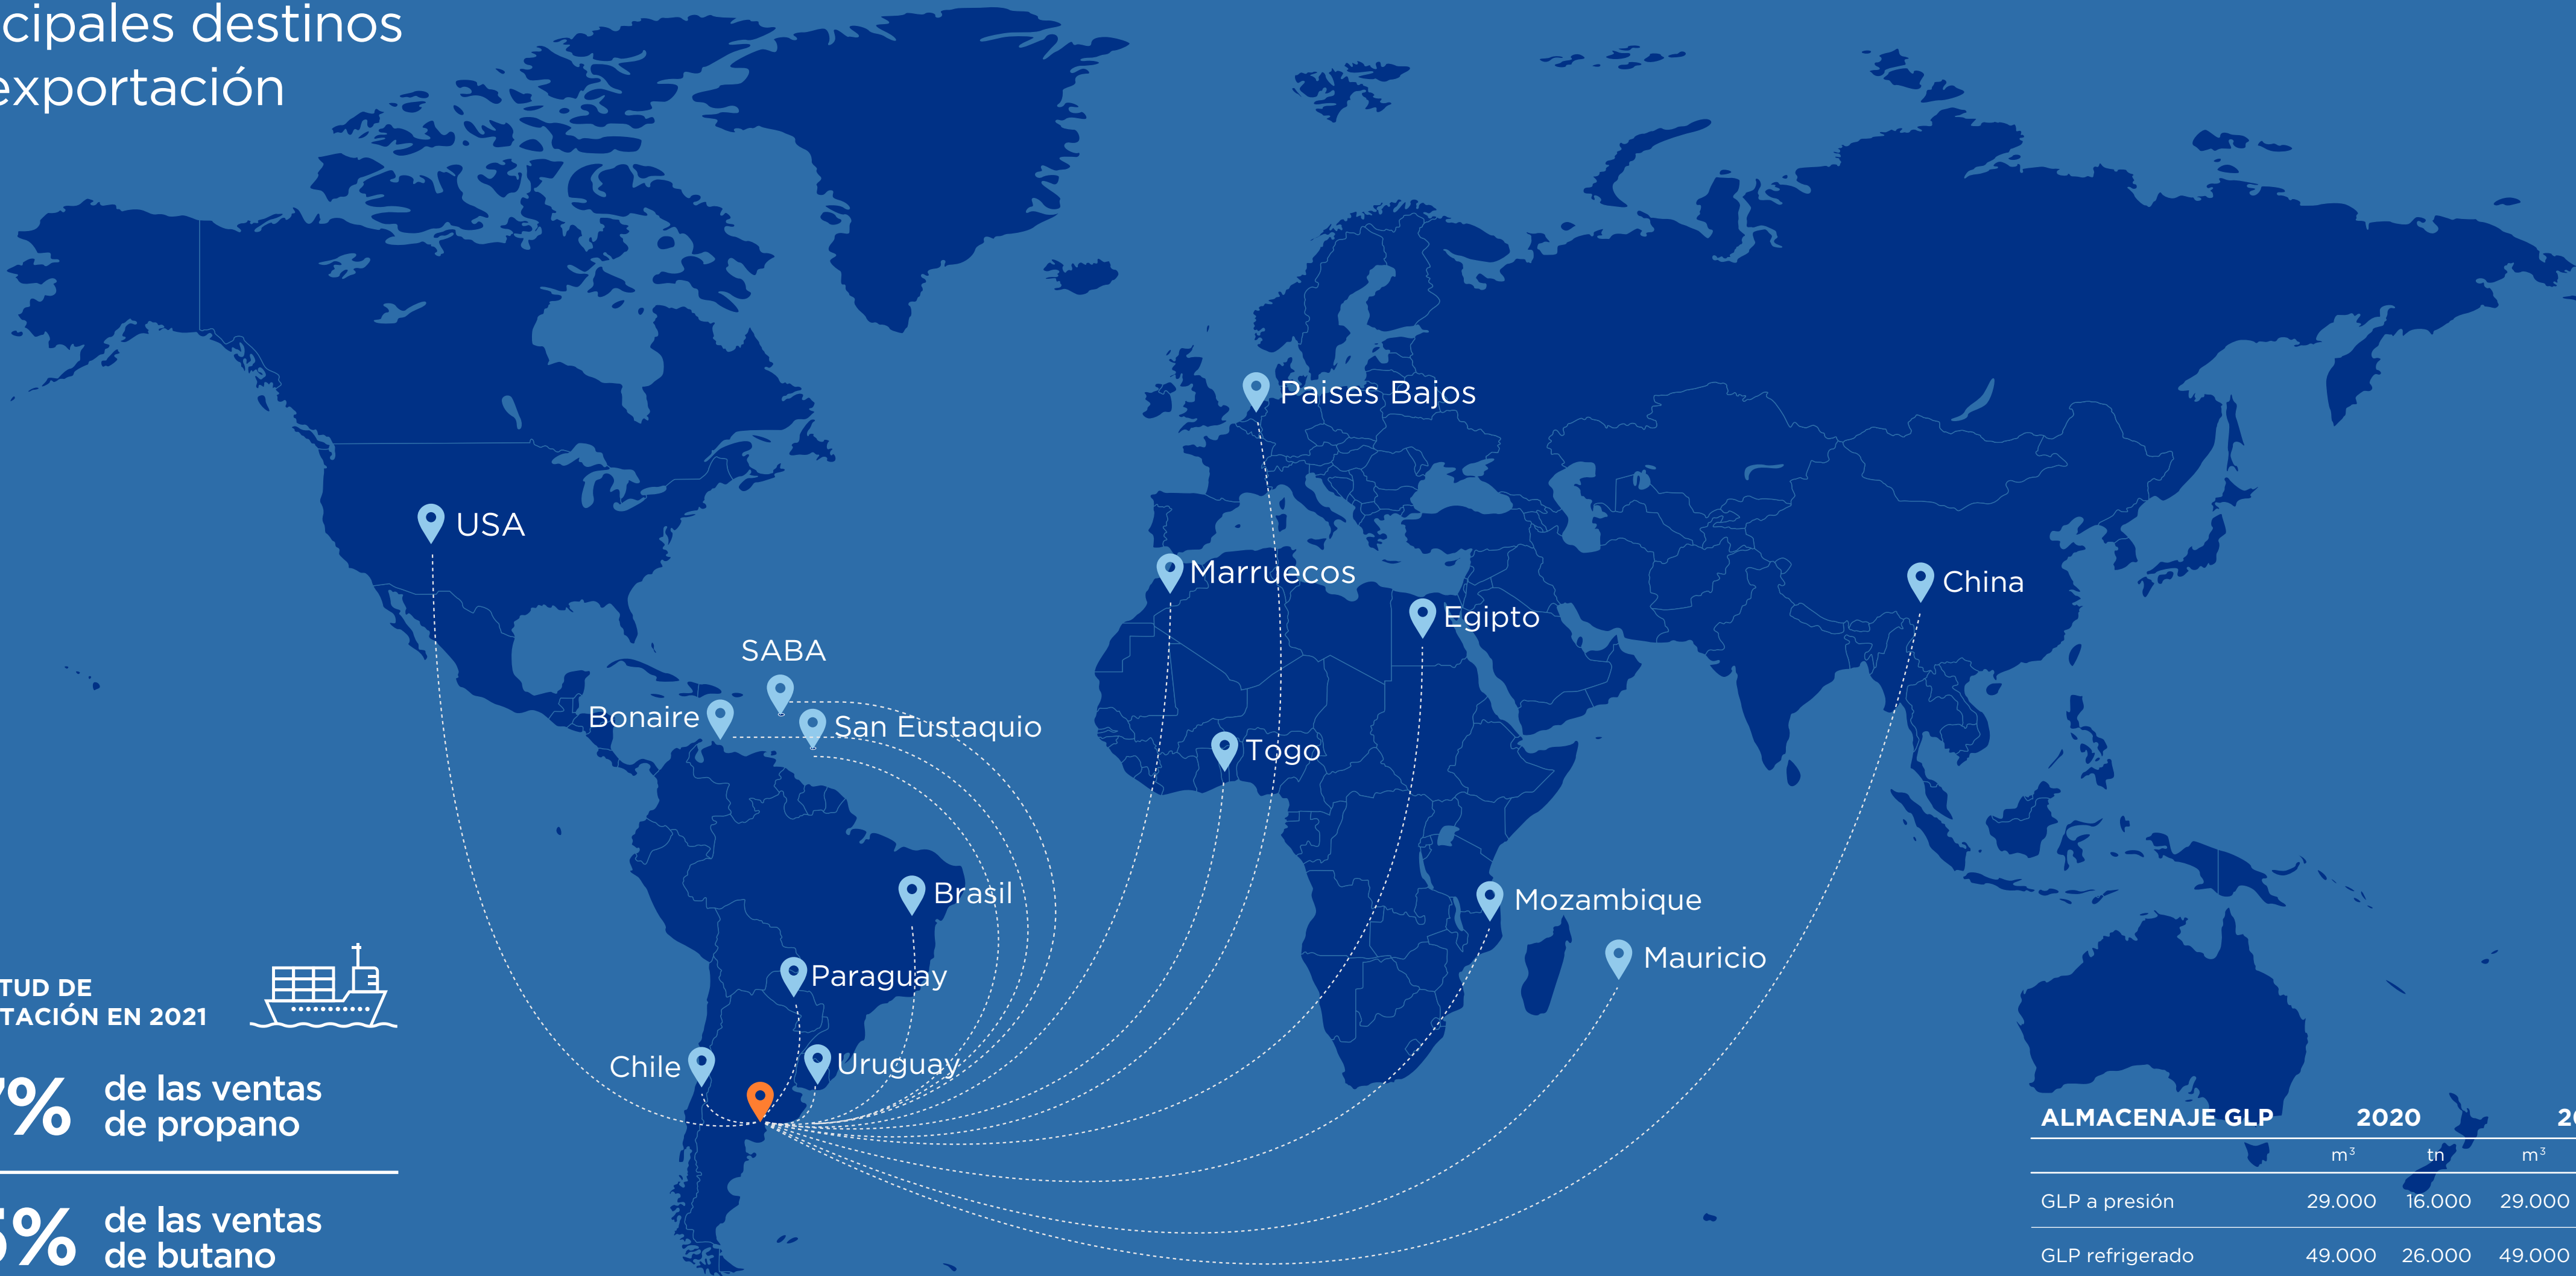 cipales destinos
exportación
Paises Bajos
USA
Marruecos
China
Egipto
SABA
Bonaire
San Eustaquio
Togo
Brasil
Mozambique
Mauricio
Paraguay
Chile
Uruguay
TUD DE
TACIÓN EN 2021
7% de las ventas
de propano
5% de las ventas
de butano
ALMACENAJE GLP 2020
m³ tn m³
GLP a presión 29.000 16.000 29.000
GLP refrigerado 49.000 26.000 49.000